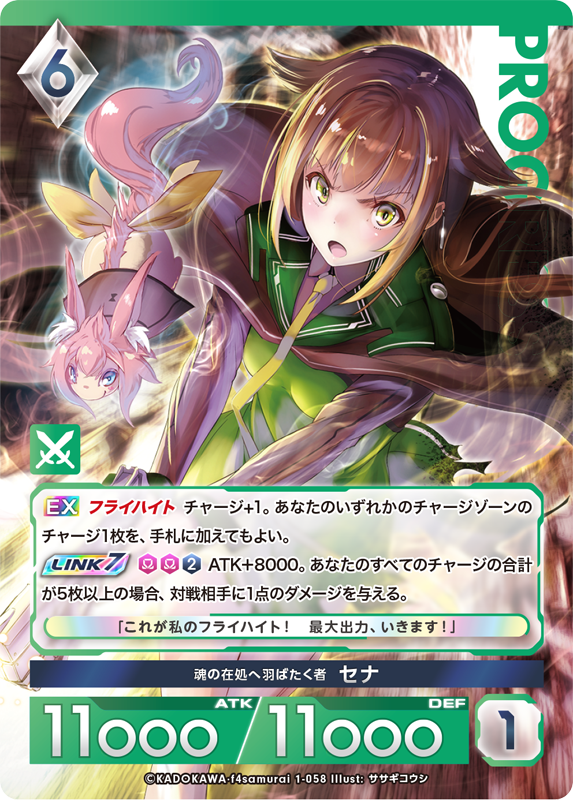 6
PROG
EX フライハイト チャージ+1。あなたのいずれかのチャージゾーンの
チャージ1枚を、手札に加えてもよい。
LINK 7 Ω Ω 2 ATK+8000。あなたのすべてのチャージの合計
が5枚以上の場合、対戦相手に1点のダメージを与える。
「これが私のフライハイト! 最大出力、いきます!」
魂の在処へ羽ばたく者 セナ
ATK DEF
11000 11000 1
©KADOKAWA-f4samurai 1-058 Illust: ササギコウシ